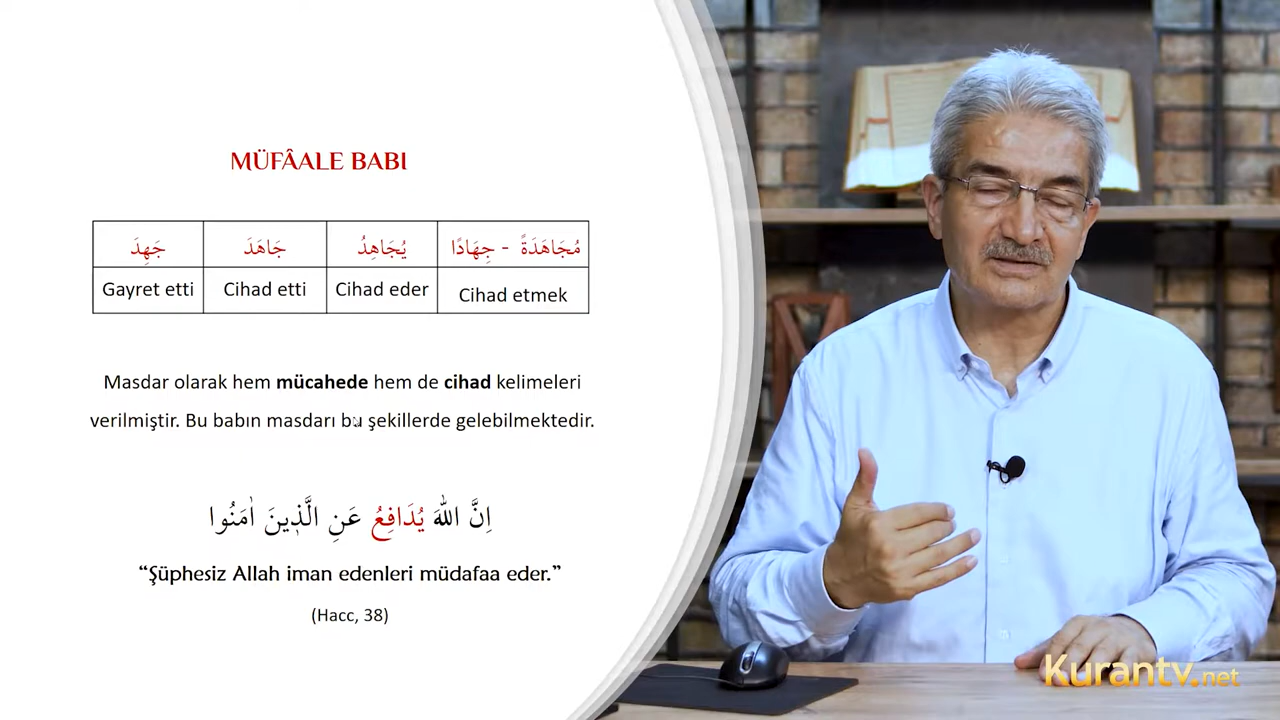 MÜFÂALE BABI
جَهِدَ جَاهَدَ يُجَاهِدُ مُجَاهَدَةً - جِهَادًا
Gayret etti Cihad etti Cihad eder Cihad etmek
Masdar olarak hem mücahede hem de cihad kelimeleri
verilmiştir. Bu babın masdarı bu şekillerde gelebilmektedir.
اِنَّ اللّٰهَ يُدَافِعُ عَنِ الَّذ۪ينَ اٰمَنُوا
“Şüphesiz Allah iman edenleri müdafaa eder.”
(Hacc, 38)
Kurantv.net